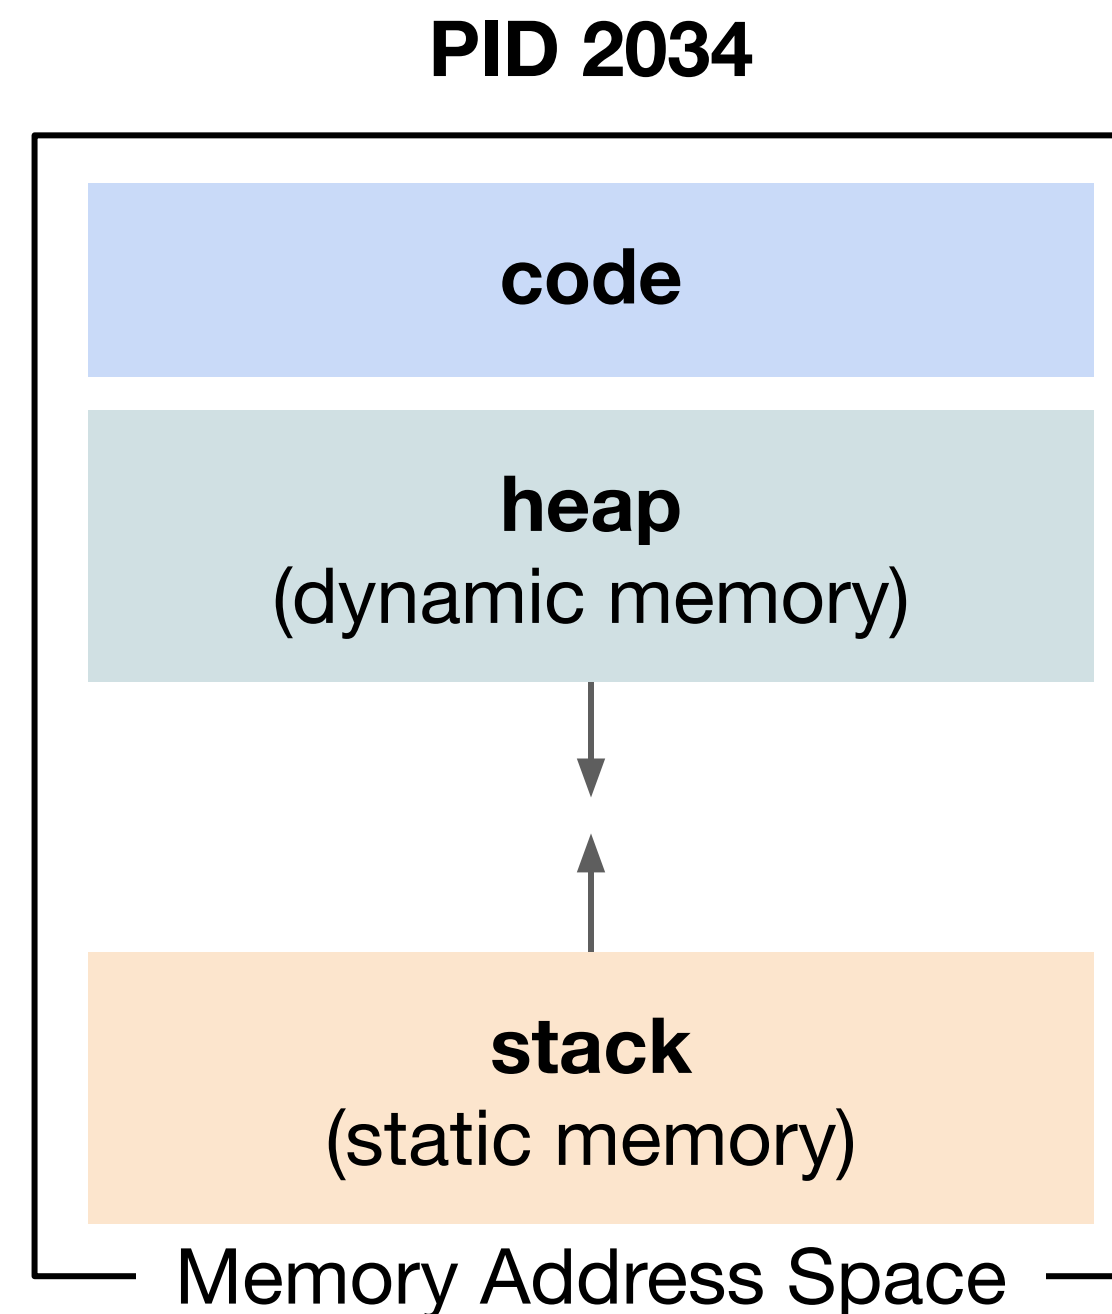 PID 2034
code
heap
(dynamic memory)
stack
(static memory)
Memory Address Space